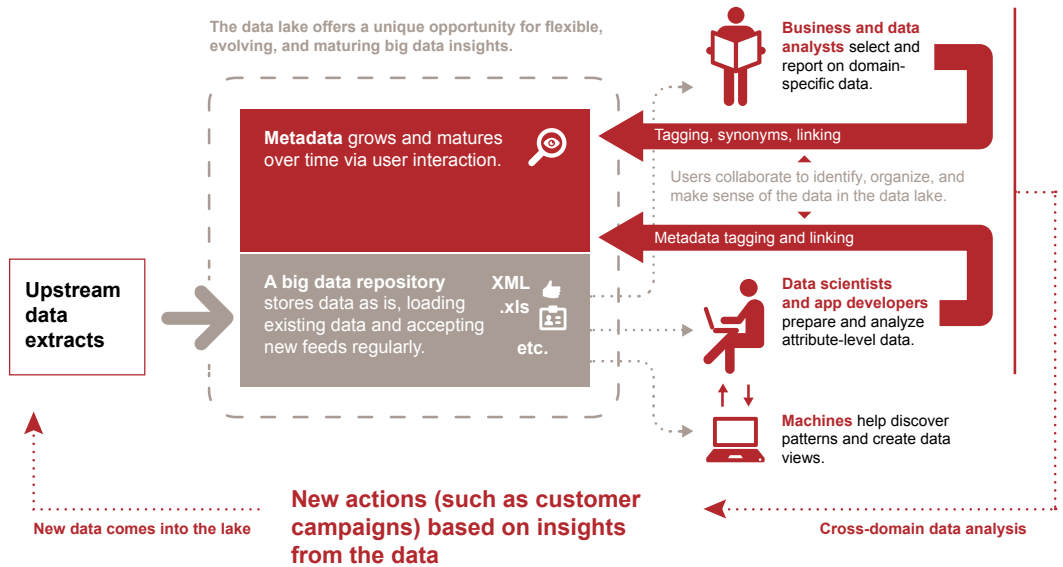 The data lake offers a unique opportunity for flexible,
evolving, and maturing big data insights.
Business and data
analysts select and
report on domain-
specific data.
Metadata grows and matures
over time via user interaction.
Tagging, synonyms, linking
Users collaborate to identify, organize, and
make sense of the data in the data lake.
Metadata tagging and linking
Upstream
data
extracts
A big data repository
stores data as is, loading
existing data and accepting
new feeds regularly.
XML
.xls
etc.
Data scientists
and app developers
prepare and analyze
attribute-level data.
Machines help discover
patterns and create data
views.
New data comes into the lake
New actions (such as customer
campaigns) based on insights
from the data
Cross-domain data analysis